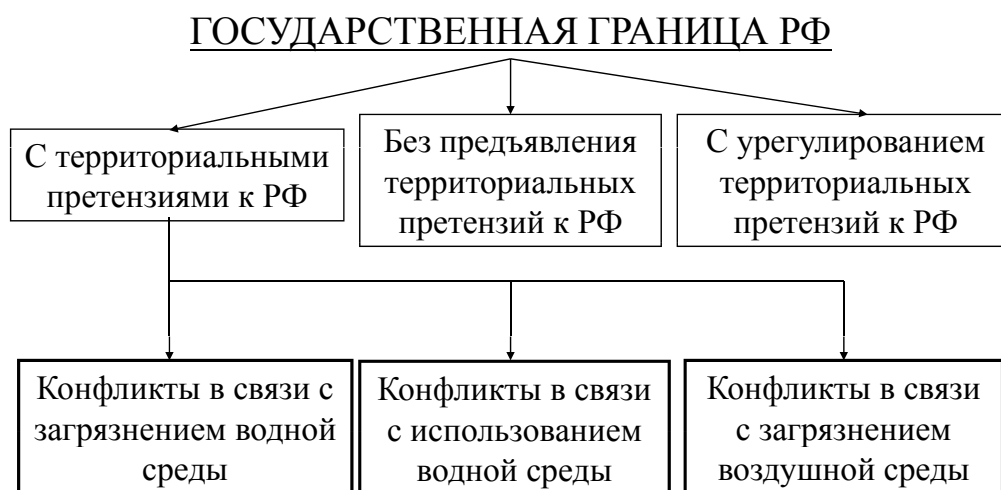 ГОСУДАРСТВЕННАЯ ГРАНИЦА РФ
С территориальными
претензиями к РФ
Без предъявления
территориальных
претензий к РФ
С урегулированием
территориальных
претензий к РФ
Конфликты в связи с
загрязнением водной
среды
Конфликты в связи
с использованием
водной среды
Конфликты в связи
с загрязнением
воздушной среды